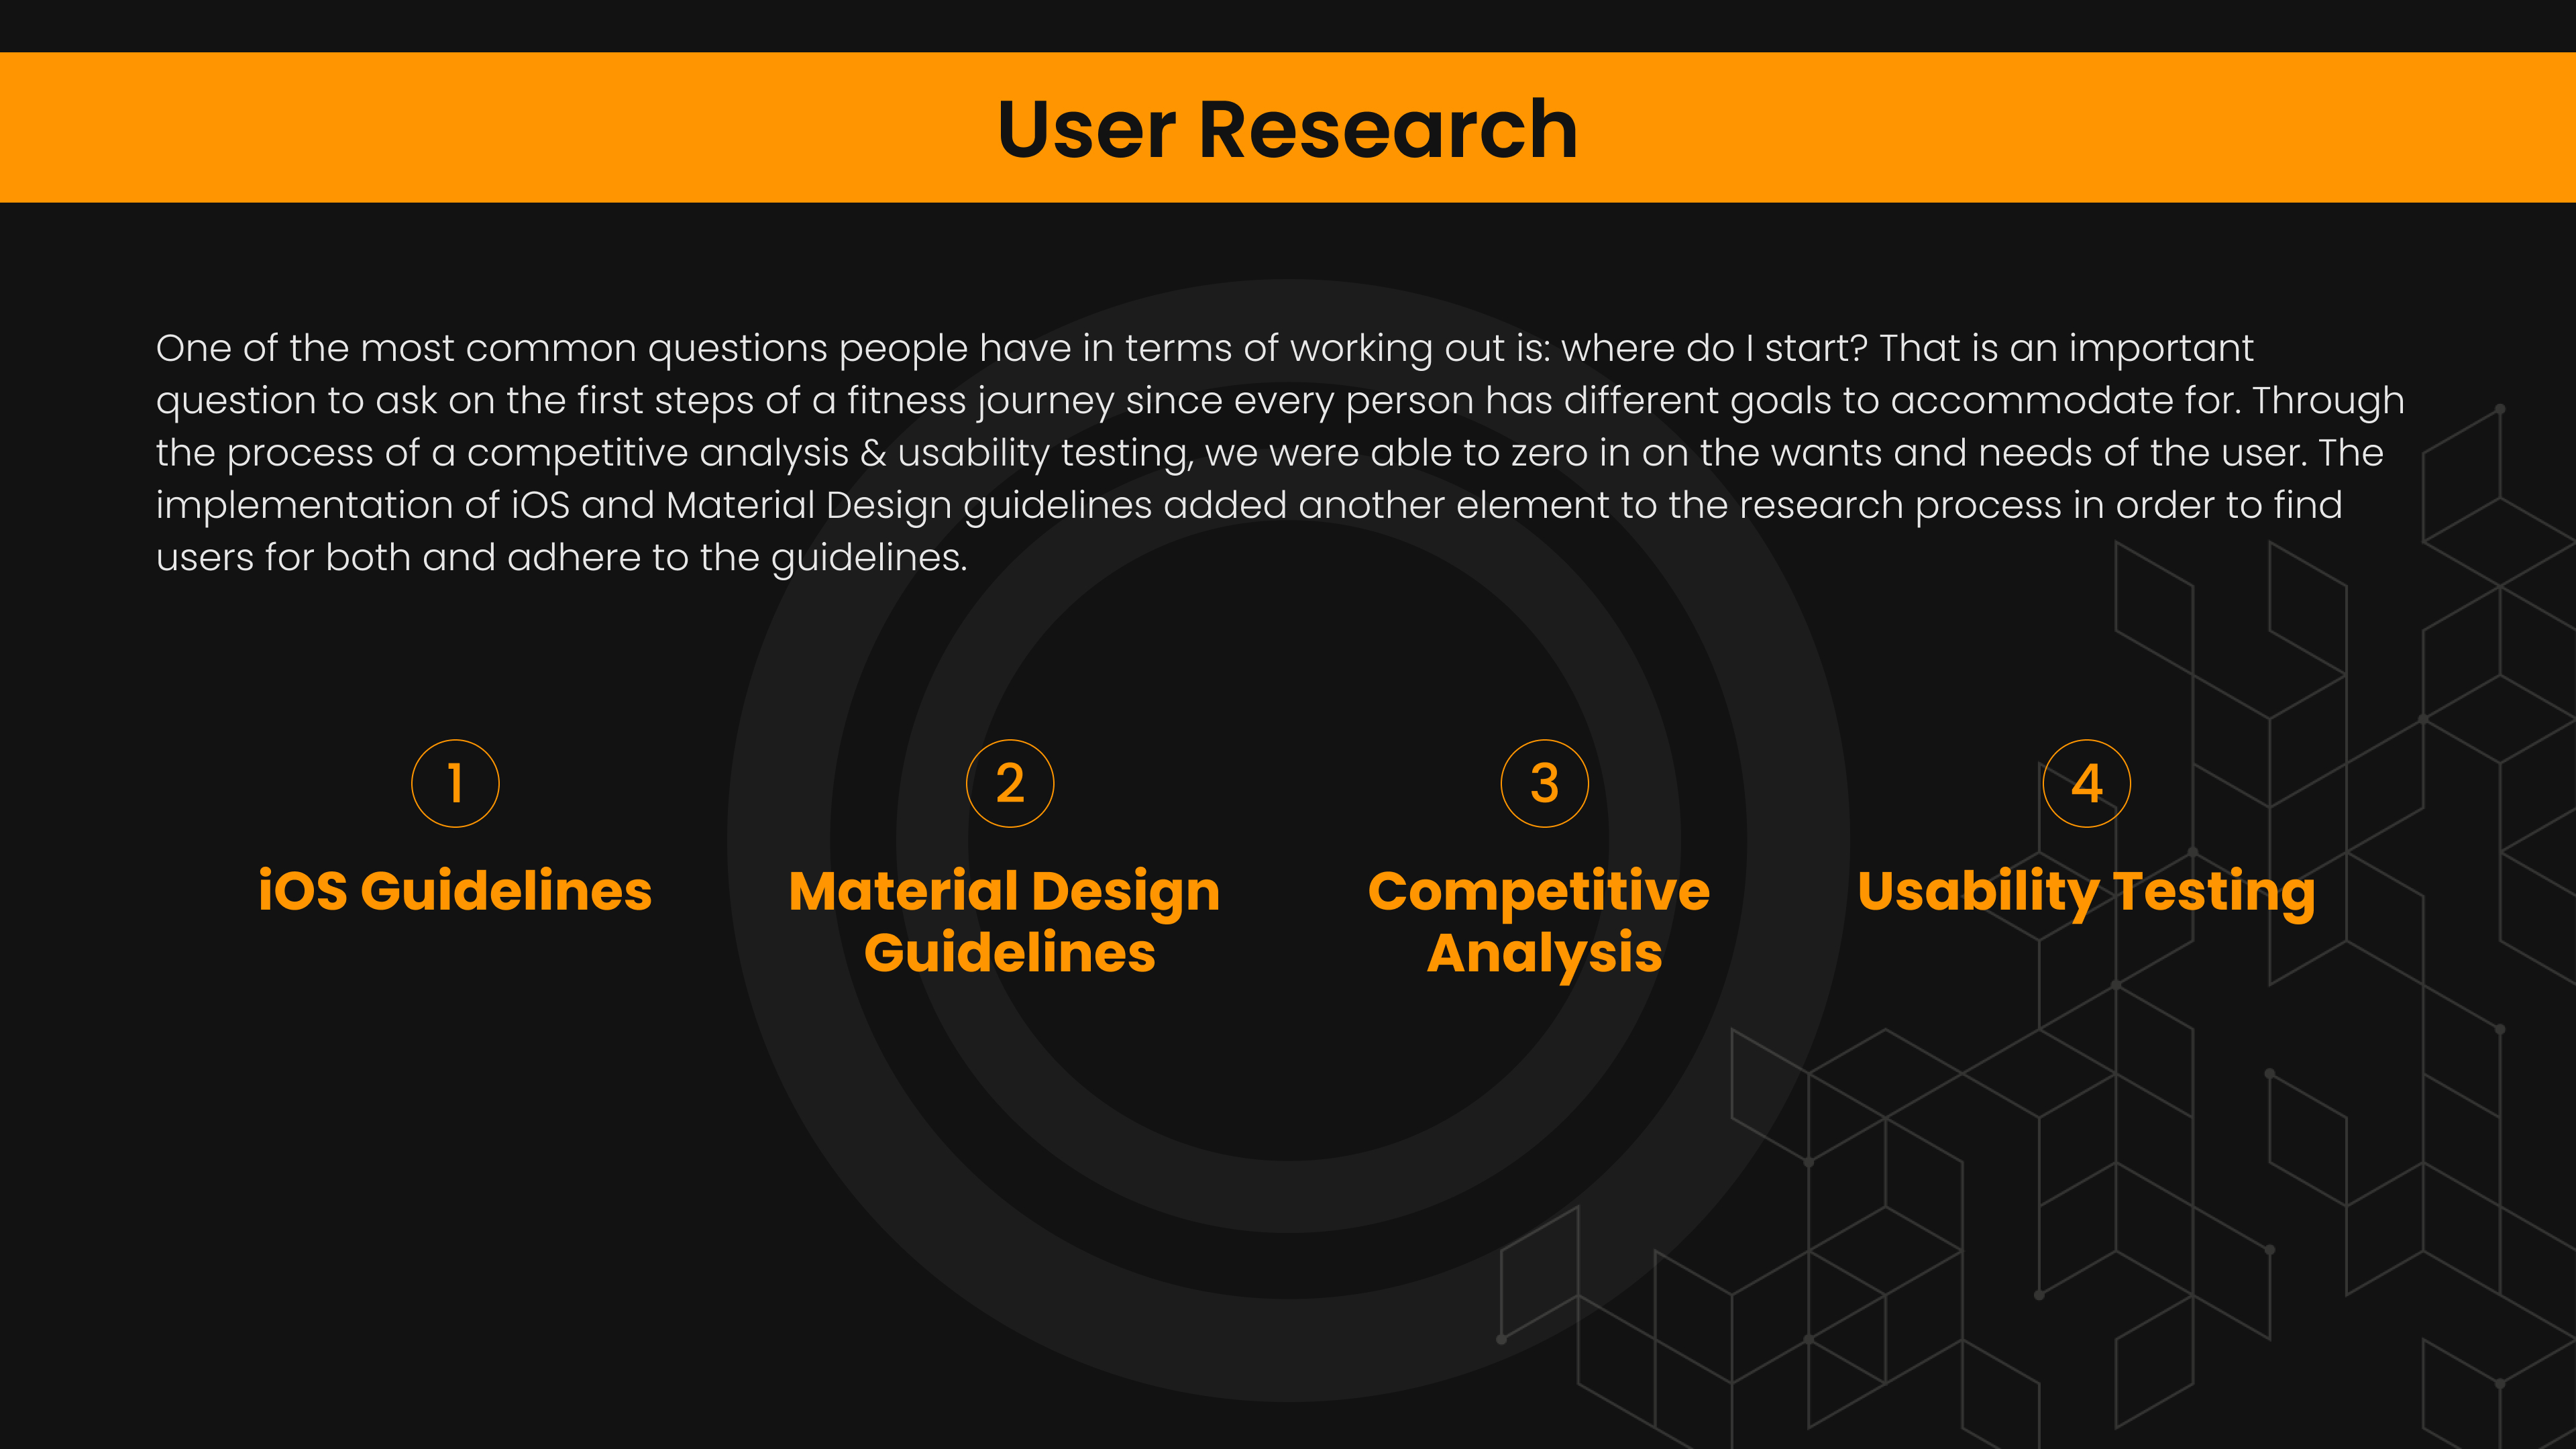 User Research
One of the most common questions people have in terms of working out is: where do I start? That is an important
question to ask on the first steps of a fitness journey since every person has different goals to accommodate for. Through
the process of a competitive analysis & usability testing, we were able to zero in on the wants and needs of the user. The
implementation of iOS and Material Design guidelines added another element to the research process in order to find
users for both and adhere to the guidelines.
1
iOS Guidelines
2
Material Design
Guidelines
3
Competitive
Analysis
4
Usability Testing